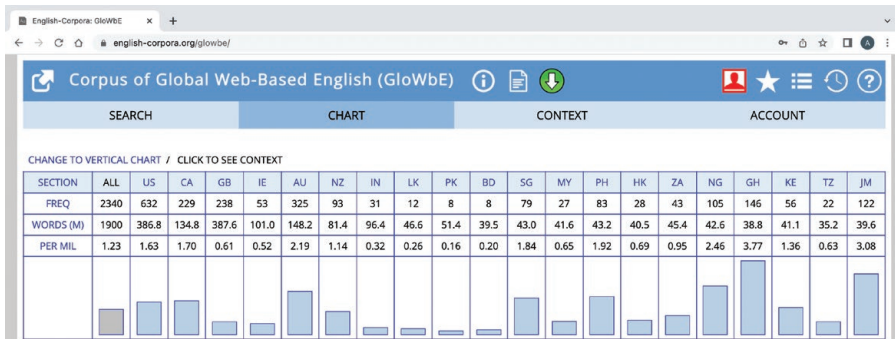 English-Corpora: GloWbE
english-corpora.org/glowbe/
A
Corpus of Global Web-Based English (GloWbE)
SEARCH CHART CONTEXT ACCOUNT
CHANGE TO VERTICAL CHART / CLICK TO SEE CONTEXT
SECTION ALL US CA GB IE AU NZ IN LK PK BD SG MY PH HK ZA NG GH KE TZ JM
FREQ 2340 632 229 238 53 325 93 31 12 8 8 79 27 83 28 43 105 146 56 22 122
WORDS (M) 1900 386.8 134.8 387.6 101.0 148.2 81.4 96.4 46.6 51.4 39.5 43.0 41.6 43.2 40.5 45.4 42.6 38.8 41.1 35.2 39.6
PER MIL 1.23 1.63 1.70 0.61 0.52 2.19 1.14 0.32 0.26 0.16 0.20 1.84 0.65 1.92 0.69 0.95 2.46 3.77 1.36 0.63 3.08